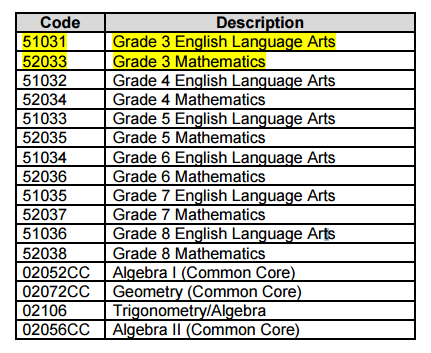 Code Description
51031 Grade 3 English Language Arts
52033 Grade 3 Mathematics
51032 Grade 4 English Language Arts
52034 Grade 4 Mathematics
51033 Grade 5 English Language Arts
52035 Grade 5 Mathematics
51034 Grade 6 English Language Arts
52036 Grade 6 Mathematics
51035 Grade 7 English Language Arts
52037 Grade 7 Mathematics
51036 Grade 8 English Language Arts
52038 Grade 8 Mathematics
02052CC Algebra I (Common Core)
02072CC Geometry (Common Core)
02106 Trigonometry/Algebra
02056CC Algebra II (Common Core)